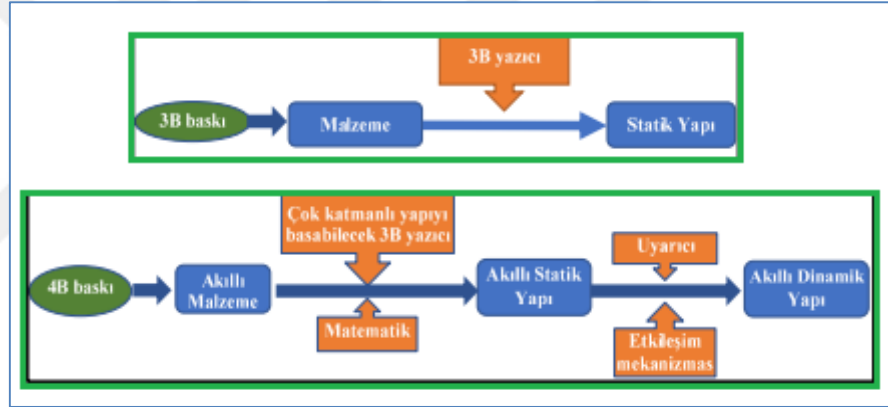 3B yazıcı
3B baskı
Malzeme
Statik Yapı
Çok katmanlı yapıyı
basabilecek 3B yazıcı
Uyarıcı
4B baskı
Akıllı
Malzeme
Akıllı Statik
Yapı
Akıllı Dinamik
Yapı
Matematik
Etkileşim
mekanizmas